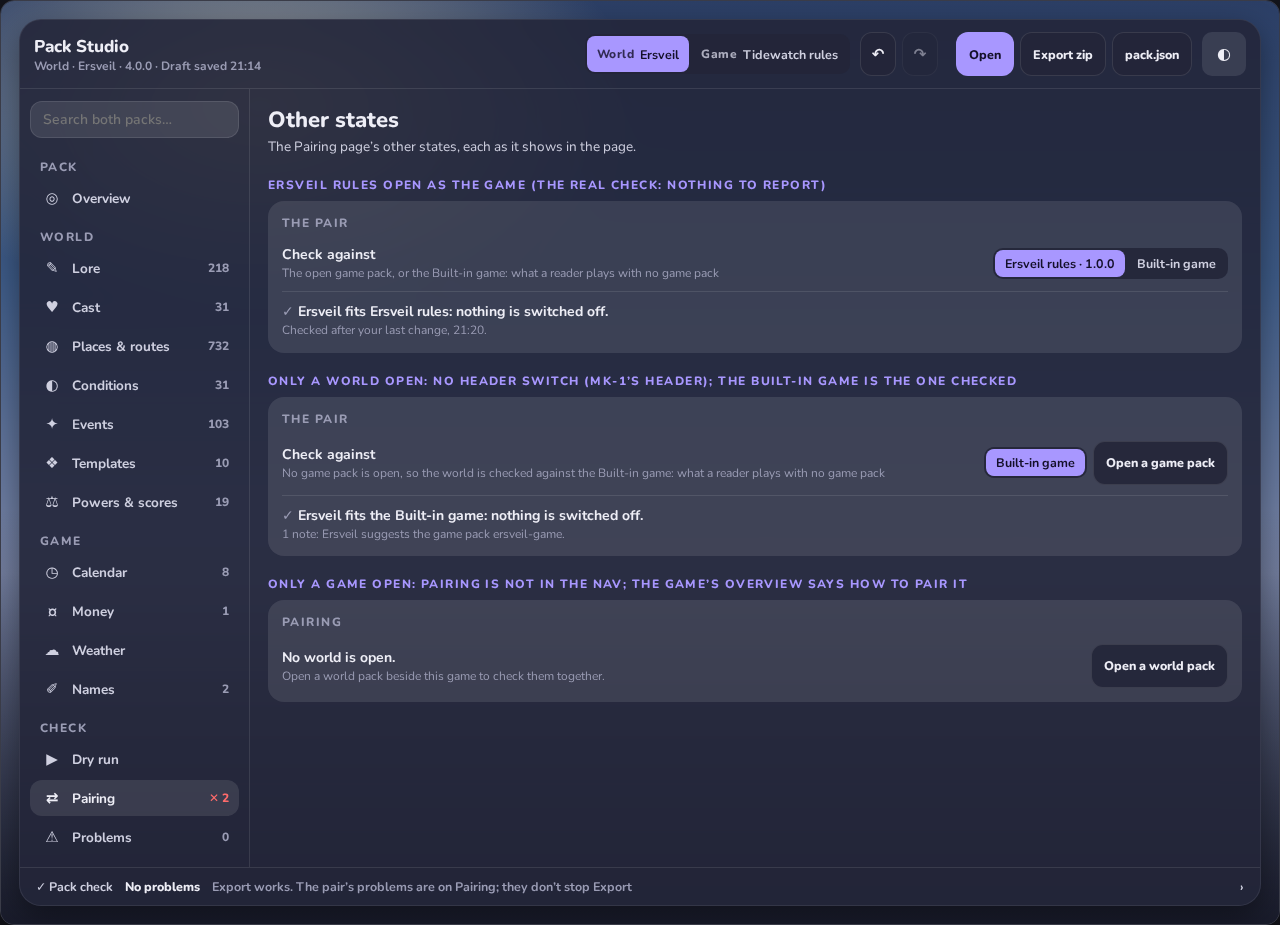 Pack Studio
World · Ersveil · 4.0.0 · Draft saved 21:14
World Ersveil
Game Tidewatch rules
↶
↷
Open
Export zip
pack.json
◐
Search both packs…
PACK
◎ Overview
WORLD
✎ Lore 218
♥ Cast 31
◍ Places & routes 732
◐ Conditions 31
✦ Events 103
❖ Templates 10
⚖ Powers & scores 19
GAME
◷ Calendar 8
¤ Money 1
☁ Weather
✐ Names 2
CHECK
▶ Dry run
⇄ Pairing × 2
⚠ Problems 0
Other states
The Pairing page’s other states, each as it shows in the page.
ERSVEIL RULES OPEN AS THE GAME (THE REAL CHECK: NOTHING TO REPORT)
THE PAIR
Check against
The open game pack, or the Built-in game: what a reader plays with no game pack
Ersveil rules · 1.0.0
Built-in game
✓ Ersveil fits Ersveil rules: nothing is switched off.
Checked after your last change, 21:20.
ONLY A WORLD OPEN: NO HEADER SWITCH (MK-1’S HEADER); THE BUILT-IN GAME IS THE ONE CHECKED
THE PAIR
Check against
No game pack is open, so the world is checked against the Built-in game: what a reader plays with no game pack
Built-in game
Open a game pack
✓ Ersveil fits the Built-in game: nothing is switched off.
1 note: Ersveil suggests the game pack ersveil-game.
ONLY A GAME OPEN: PAIRING IS NOT IN THE NAV; THE GAME’S OVERVIEW SAYS HOW TO PAIR IT
PAIRING
No world is open.
Open a world pack beside this game to check them together.
Open a world pack
✓ Pack check No problems Export works. The pair’s problems are on Pairing; they don’t stop Export ›